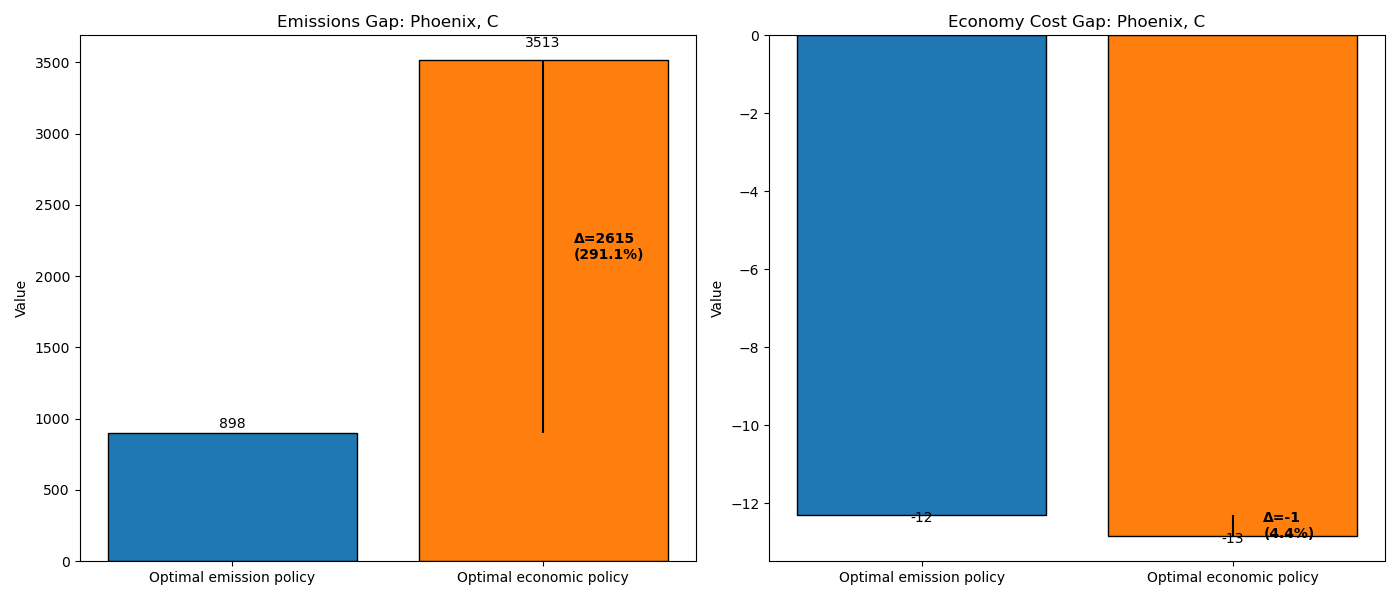 Emissions Gap: Phoenix, C
3513
3500
3000
2500
2000
1500
1000
500
0
Value
Δ=2615
(291.1%)
898
Optimal emission policy
Optimal economic policy
Economy Cost Gap: Phoenix, C
0
−2
−4
−6
−8
−10
−12
Value
-12
Δ=-1
(4.4%)
-13
Optimal emission policy
Optimal economic policy